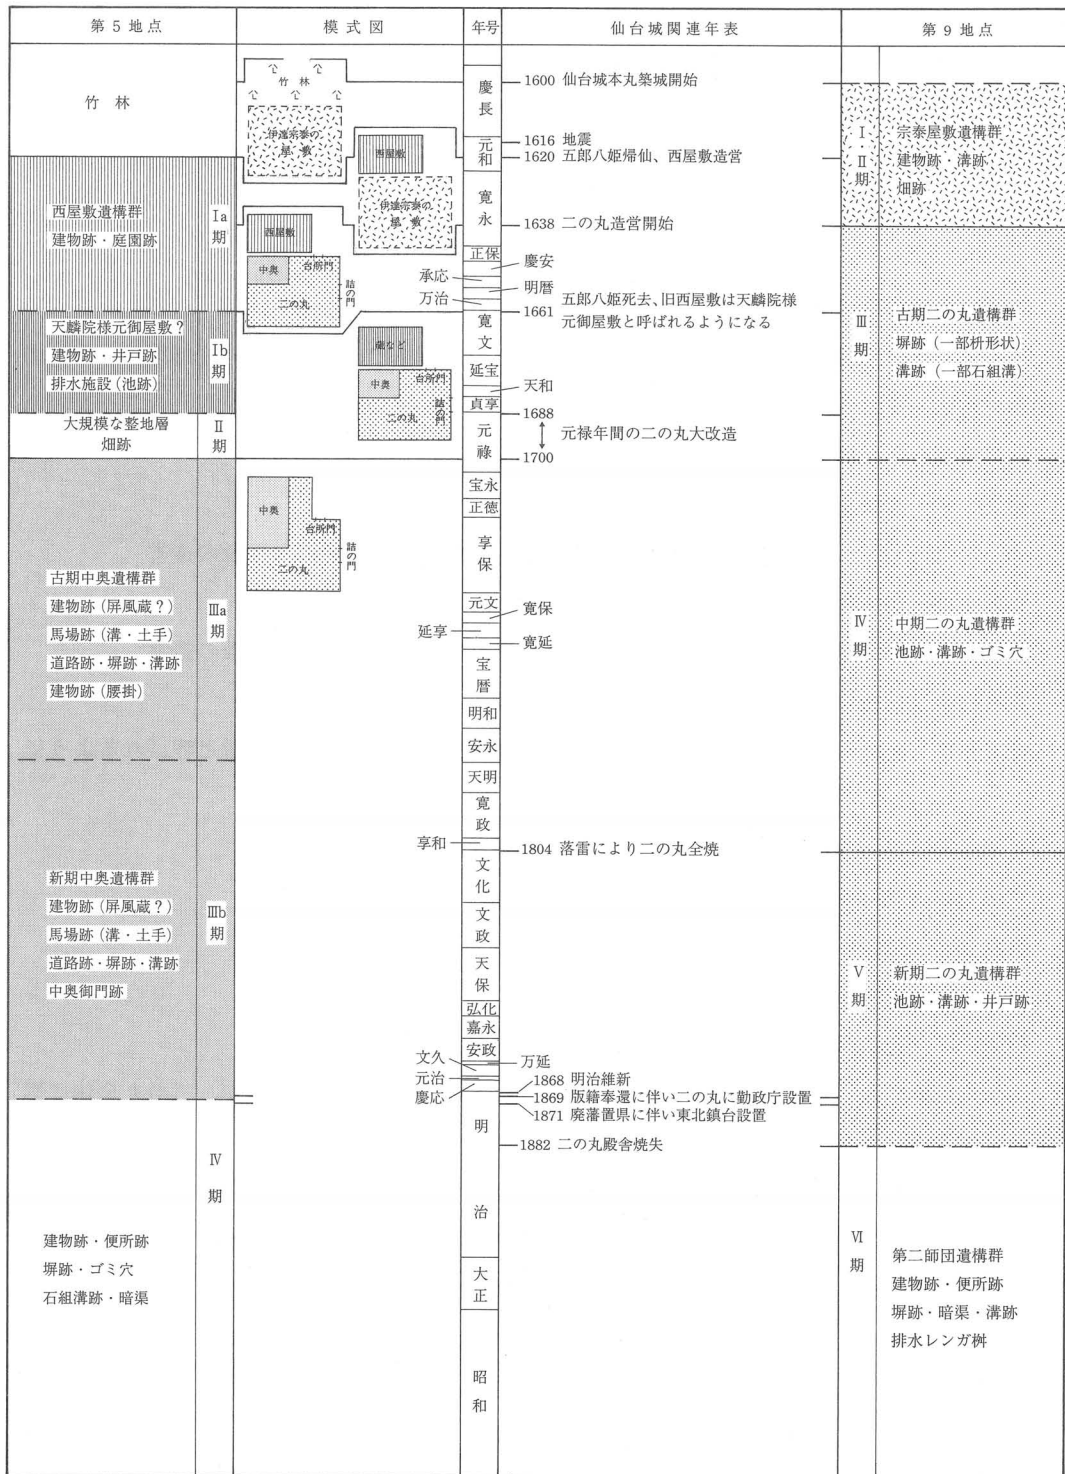 第5地点
模式図
年号
仙台城関連年表
第9地点
竹林
西屋敷遺構群
建物跡・庭園跡
Ⅰa
期
天麟院様元御屋敷？
建物跡・井戸跡
排水施設(池跡)
Ⅰb
期
大規模な整地層
畑跡
Ⅱ
期
古期中奥遺構群
建物跡(屏風蔵？)
馬場跡(溝・土手)
道路跡・塀跡・溝跡
建物跡(腰掛)
Ⅲa
期
新期中奥遺構群
建物跡(屏風蔵？)
馬場跡(溝・土手)
道路跡・塀跡・溝跡
中奥御門跡
Ⅲb
期
Ⅳ
期
建物跡・便所跡
塀跡・ゴミ穴
石組溝跡・暗渠
竹林
伊達宗泰の
屋敷
西屋敷
伊達宗泰の
屋敷
西屋敷
中奥
台所門
詰の門
二の丸
蔵など
中奥
台所門
詰の門
二の丸
中奥
台所門
詰の門
二の丸
慶長
元和
寛永
正保
慶安
承応
明暦
万治
寛文
延宝
天和
貞享
元禄
宝永
正徳
享保
元文
寛保
延享
寛延
宝暦
明和
安永
天明
寛政
享和
文化
文政
天保
弘化
嘉永
安政
万延
文久
元治
慶応
明治
大正
昭和
1600 仙台城本丸築城開始
1616 地震
1620 五郎八姫帰仙、西屋敷造営
1638 二の丸造営開始
1661 五郎八姫死去、旧西屋敷は天麟院様
元御屋敷と呼ばれるようになる
1688
元禄年間の二の丸大改造
1700
1804 落雷により二の丸全焼
1868 明治維新
1869 版籍奉還に伴い二の丸に勤政庁設置
1871 廃藩置県に伴い東北鎮台設置
1882 二の丸殿舎焼失
Ⅰ
・
Ⅱ
期
宗泰屋敷遺構群
建物跡・溝跡
畑跡
Ⅲ
期
古期二の丸遺構群
塀跡(一部枡形状)
溝跡(一部石組溝)
Ⅳ
期
中期二の丸遺構群
池跡・溝跡・ゴミ穴
Ⅴ
期
新期二の丸遺構群
池跡・溝跡・井戸跡
Ⅵ
期
第二師団遺構群
建物跡・便所跡
塀跡・暗渠・溝跡
排水レンガ桝